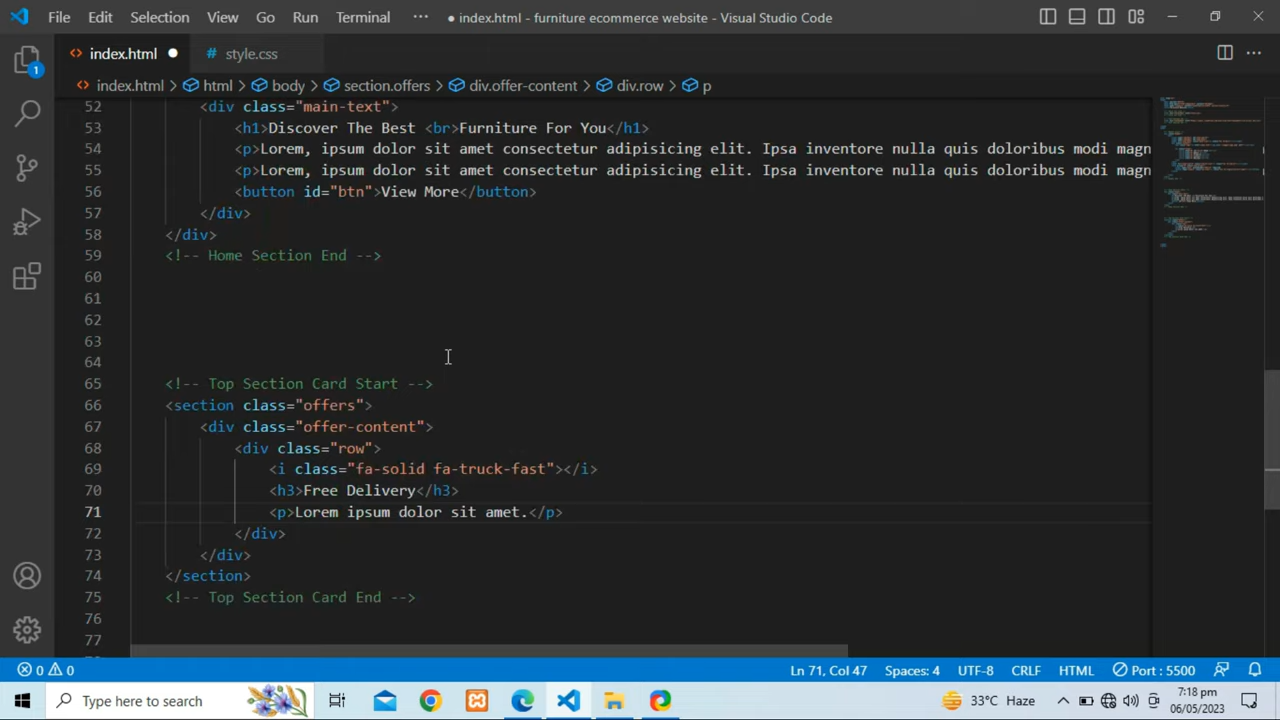 File Edit Selection View Go Run Terminal ··· ● index.html - furniture ecommerce website - Visual Studio Code
index.html ● # style.css
index.html > html > body > section.offers > div.offer-content > div.row > p
1
52 <div class="main-text">
53 <h1>Discover The Best <br>Furniture For You</h1>
54 <p>Lorem, ipsum dolor sit amet consectetur adipisicing elit. Ipsa inventore nulla quis doloribus modi magn
55 <p>Lorem, ipsum dolor sit amet consectetur adipisicing elit. Ipsa inventore nulla quis doloribus modi magn
56 <button id="btn">View More</button>
57 </div>
58 </div>
59 <!-- Home Section End -->
60
61
62
63
64
65 <!-- Top Section Card Start -->
66 <section class="offers">
67 <div class="offer-content">
68 <div class="row">
69 <i class="fa-solid fa-truck-fast"></i>
70 <h3>Free Delivery</h3>
71 <p>Lorem ipsum dolor sit amet.</p>
72 </div>
73 </div>
74 </section>
75 <!-- Top Section Card End -->
76
77
0 0 Ln 71, Col 47 Spaces: 4 UTF-8 CRLF HTML Port : 5500
Type here to search 33°C Haze 7:18 pm
06/05/2023